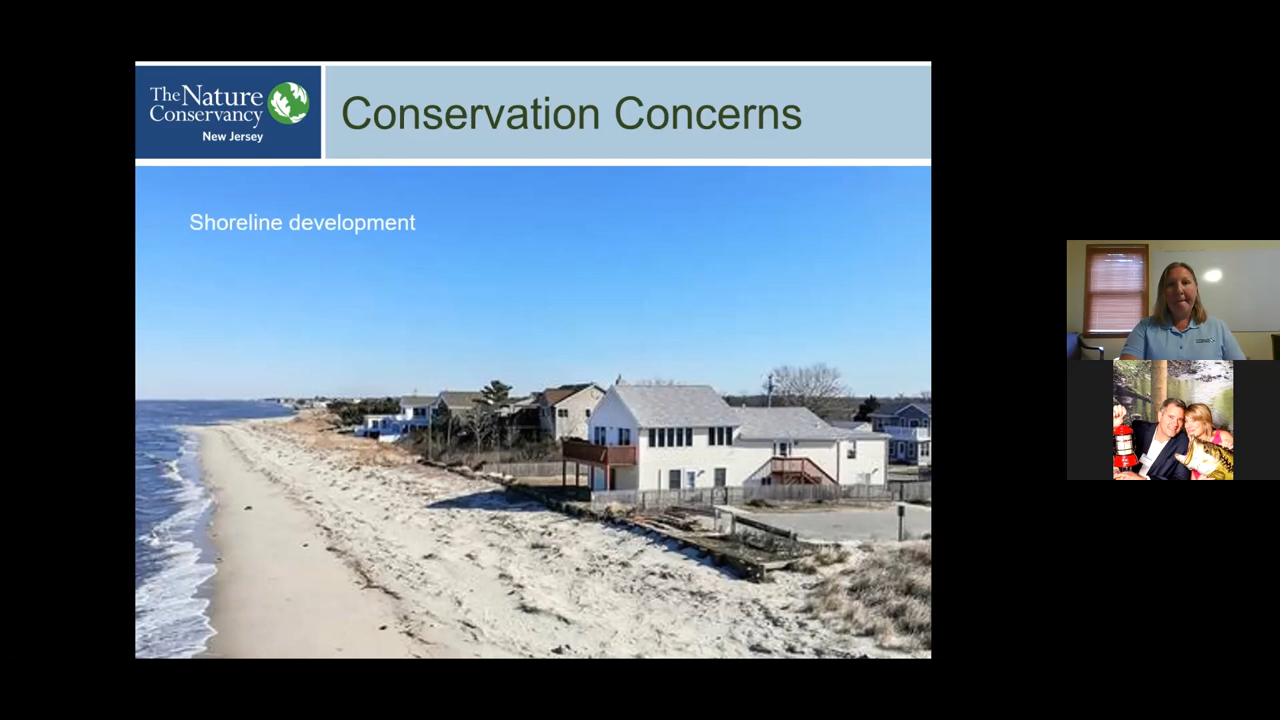 The Nature
Conservancy
New Jersey
Conservation Concerns
Shoreline development